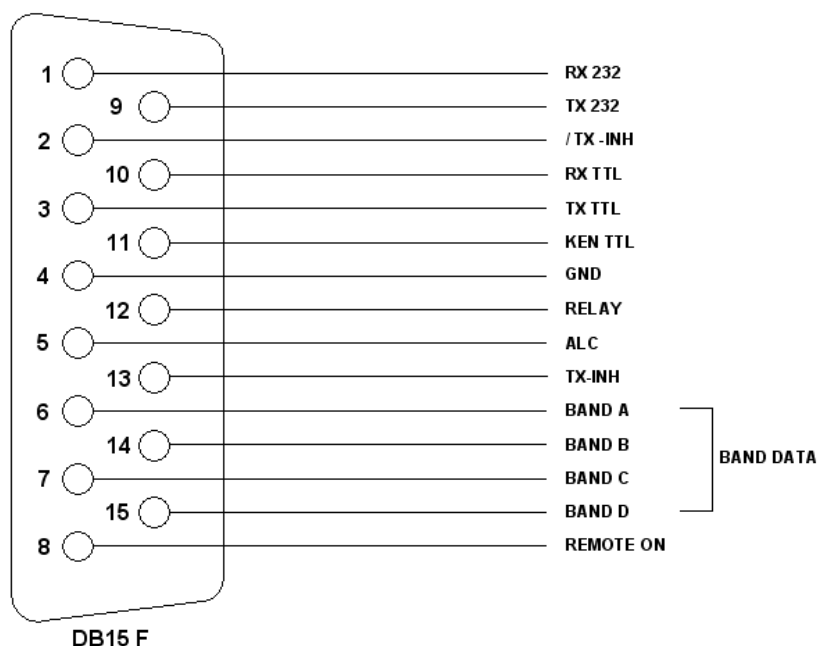 1 RX 232
9 TX 232
2 / TX -INH
10 RX TTL
3 TX TTL
11 KEN TTL
4 GND
12 RELAY
5 ALC
13 TX-INH
6 BAND A
14 BAND B
BAND DATA
7 BAND C
15 BAND D
8 REMOTE ON
DB15 F